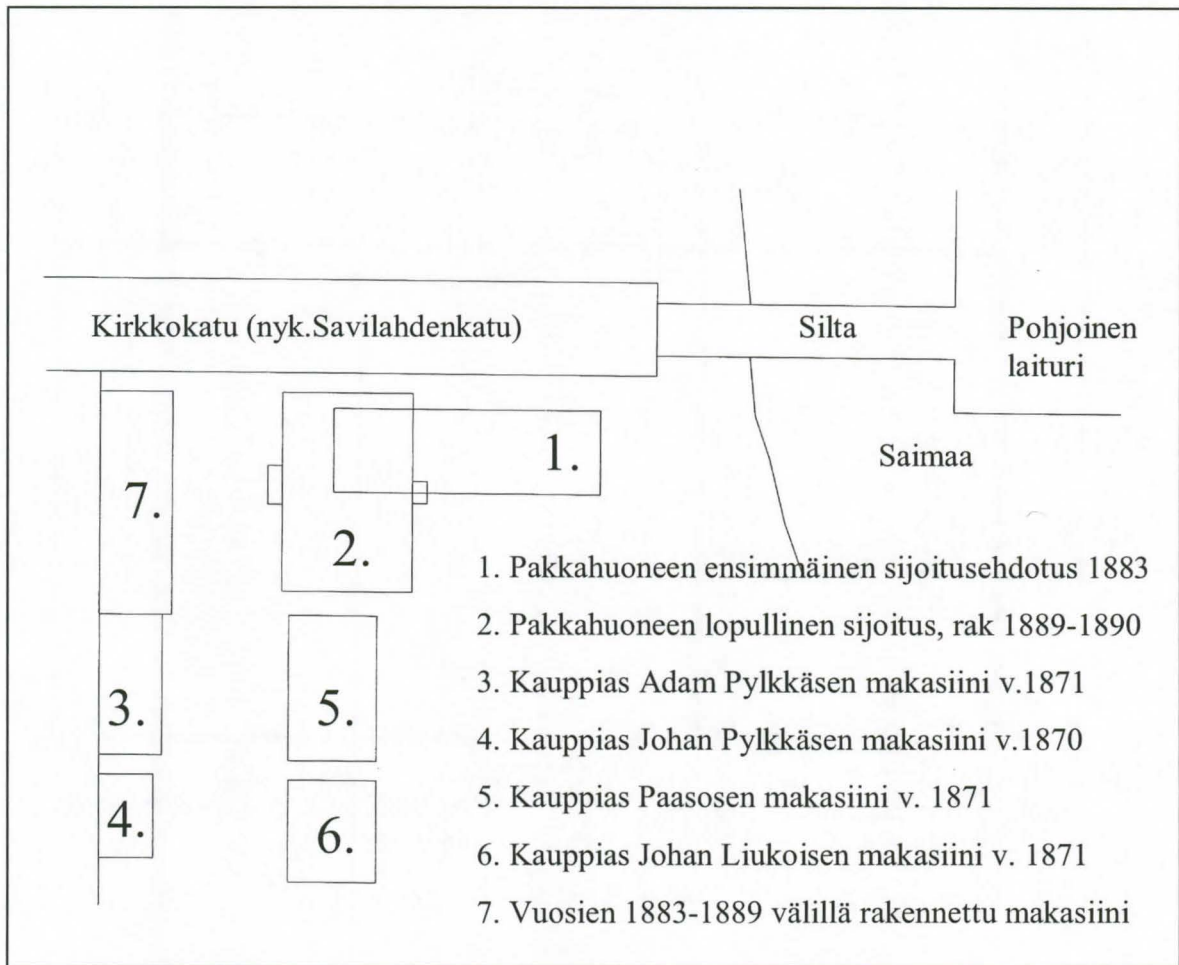 Kirkkokatu (nyk.Savilahdenkatu)
Silta
Pohjoinen
laituri
Saimaa
1.
7.
2.
3.
5.
4.
6.
1. Pakkahuoneen ensimmäinen sijoitusehdotus 1883
2. Pakkahuoneen lopullinen sijoitus, rak 1889-1890
3. Kauppias Adam Pylkkäsen makasiini v.1871
4. Kauppias Johan Pylkkäsen makasiini v.1870
5. Kauppias Paasosen makasiini v. 1871
6. Kauppias Johan Liukoisen makasiini v. 1871
7. Vuosien 1883-1889 välillä rakennettu makasiini